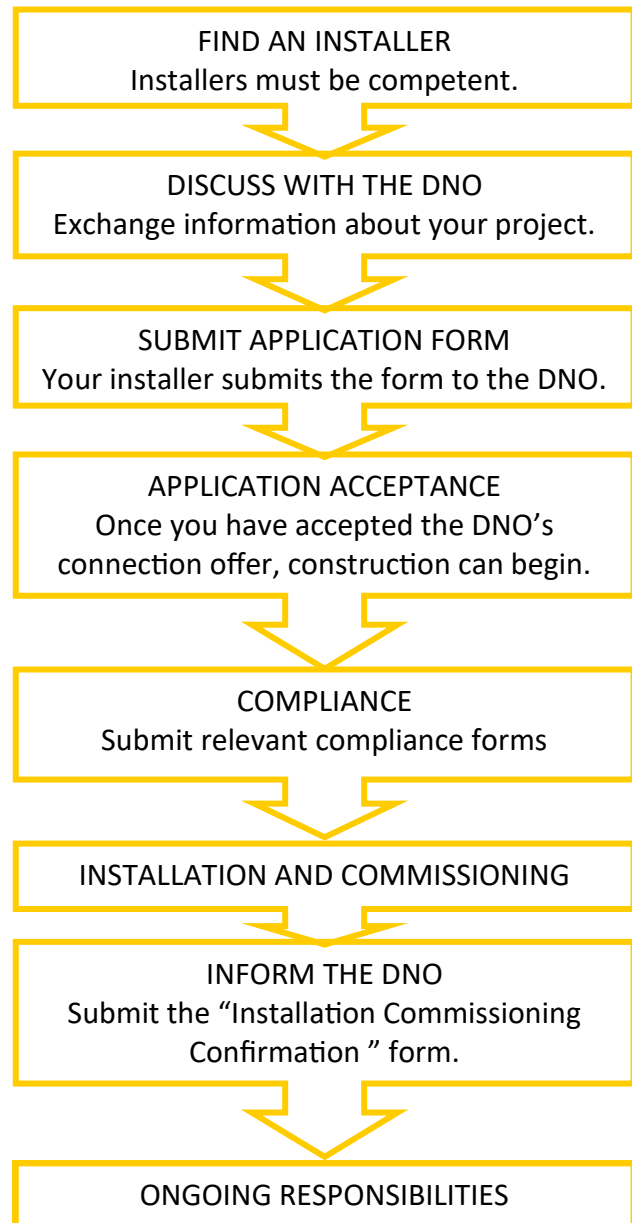 FIND AN INSTALLER
Installers must be competent.
DISCUSS WITH THE DNO
Exchange information about your project.
SUBMIT APPLICATION FORM
Your installer submits the form to the DNO.
APPLICATION ACCEPTANCE
Once you have accepted the DNO’s
connection offer, construction can begin.
COMPLIANCE
Submit relevant compliance forms
INSTALLATION AND COMMISSIONING
INFORM THE DNO
Submit the “Installation Commissioning
Confirmation ” form.
ONGOING RESPONSIBILITIES